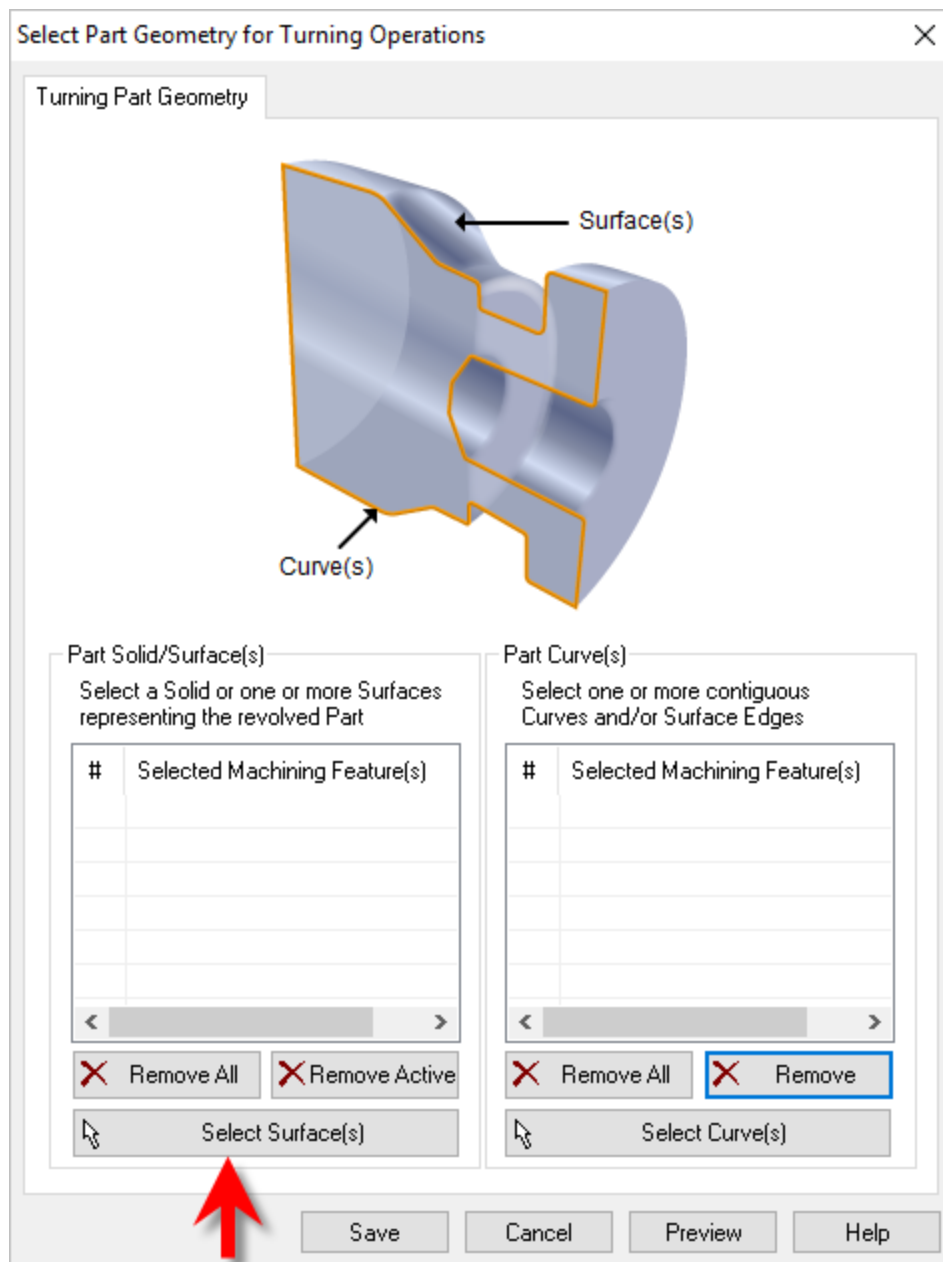 Select Part Geometry for Turning Operations
Turning Part Geometry
Surface(s)
Curve(s)
Part Solid/Surface(s)
Select a Solid or one or more Surfaces
representing the revolved Part
# Selected Machining Feature(s)
Remove All Remove Active
Select Surface(s)
Part Curve(s)
Select one or more contiguous
Curves and/or Surface Edges
# Selected Machining Feature(s)
Remove All Remove
Select Curve(s)
Save Cancel Preview Help